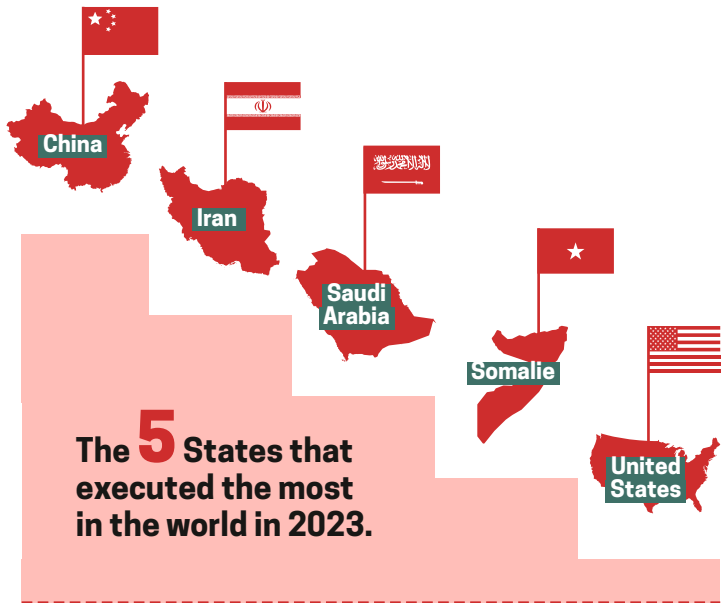 China
Iran
Saudi
Arabia
Somalie
United
States
The 5 States that
executed the most
in the world in 2023.